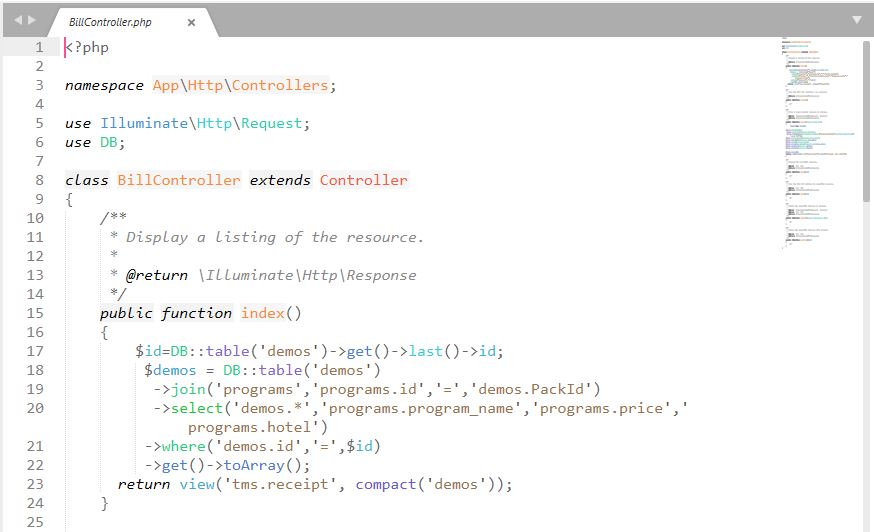 BillController.php ×
1 <?php
2
3 namespace App\Http\Controllers;
4
5 use Illuminate\Http\Request;
6 use DB;
7
8 class BillController extends Controller
9 {
10 /**
11 * Display a listing of the resource.
12 *
13 * @return \Illuminate\Http\Response
14 */
15 public function index()
16 {
17 $id=DB::table('demos')->get()->last()->id;
18 $demos = DB::table('demos')
19 ->join('programs','programs.id','=','demos.PackId')
20 ->select('demos.*','programs.program_name','programs.price','
programs.hotel')
21 ->where('demos.id','=',$id)
22 ->get()->toArray();
23 return view('tms.receipt', compact('demos'));
24 }
25